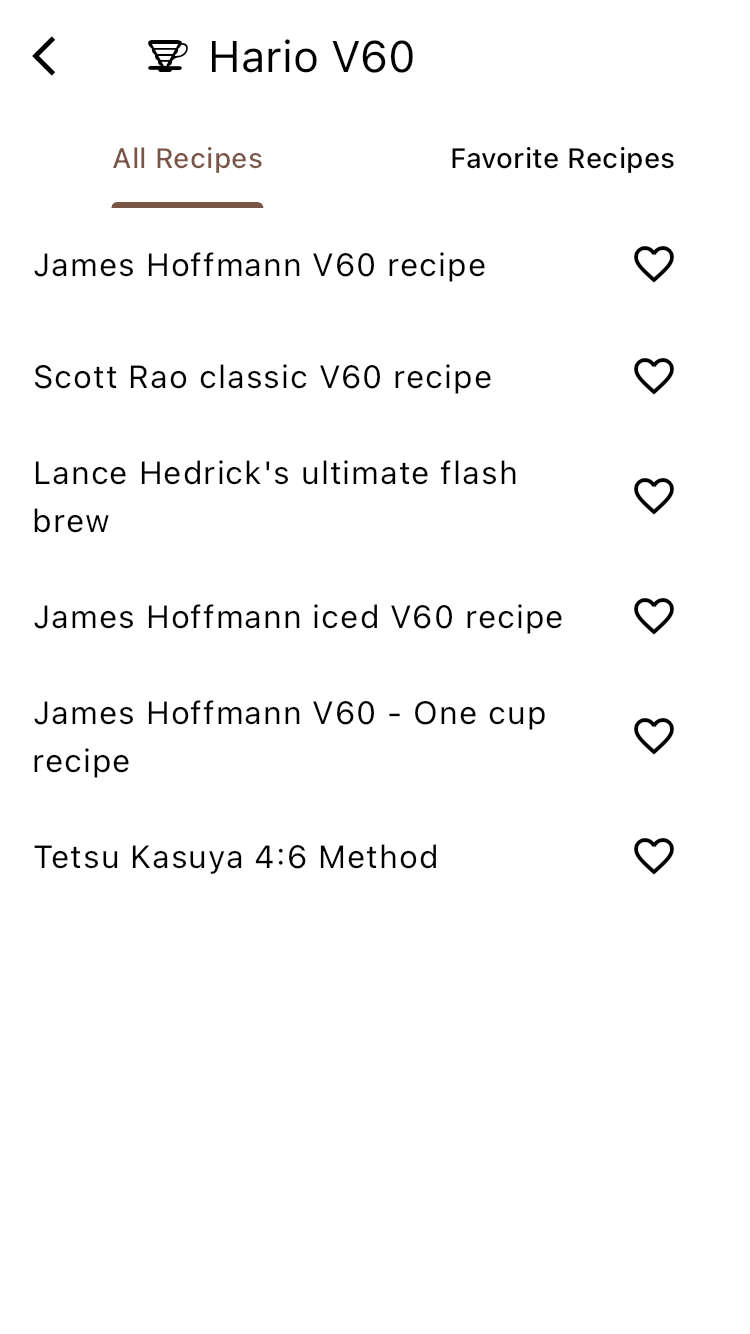 Hario V60
All Recipes
Favorite Recipes
James Hoffmann V60 recipe
Scott Rao classic V60 recipe
Lance Hedrick's ultimate flash
brew
James Hoffmann iced V60 recipe
James Hoffmann V60 - One cup
recipe
Tetsu Kasuya 4:6 Method